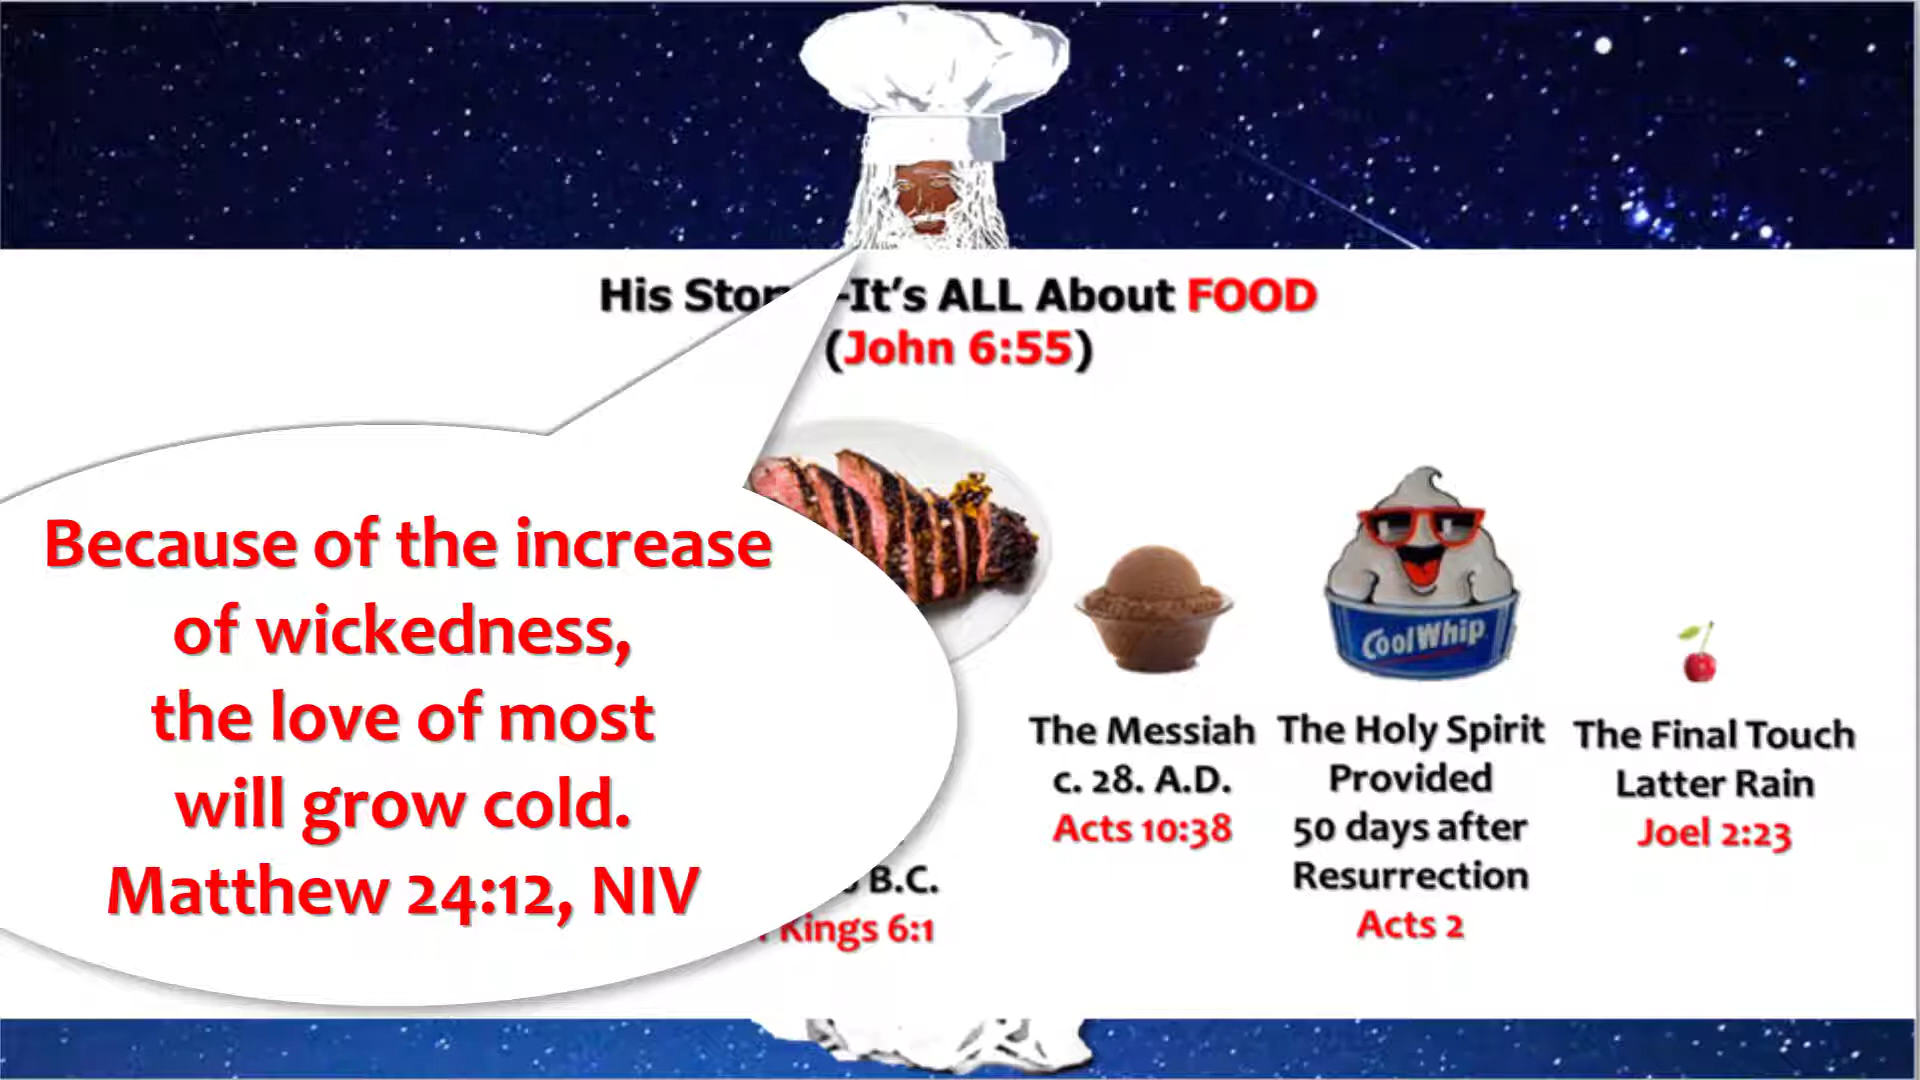 His Stor -It's ALL About FOOD
(John 6:55)
Because of the increase
of wickedness,
the love of most
will grow cold.
Matthew 24:12, NIV
B.C.
Kings 6:1
CoolWhip
The Messiah
c. 28. A.D.
Acts 10:38
The Holy Spirit
Provided
50 days after
Resurrection
Acts 2
The Final Touch
Latter Rain
Joel 2:23